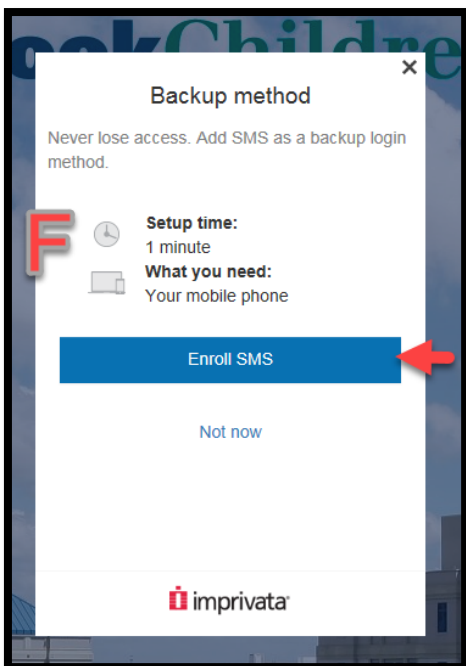 ookChildre
Backup method
Never lose access. Add SMS as a backup login
method.
F
Setup time:
1 minute
What you need:
Your mobile phone
Enroll SMS
Not now
imprivata